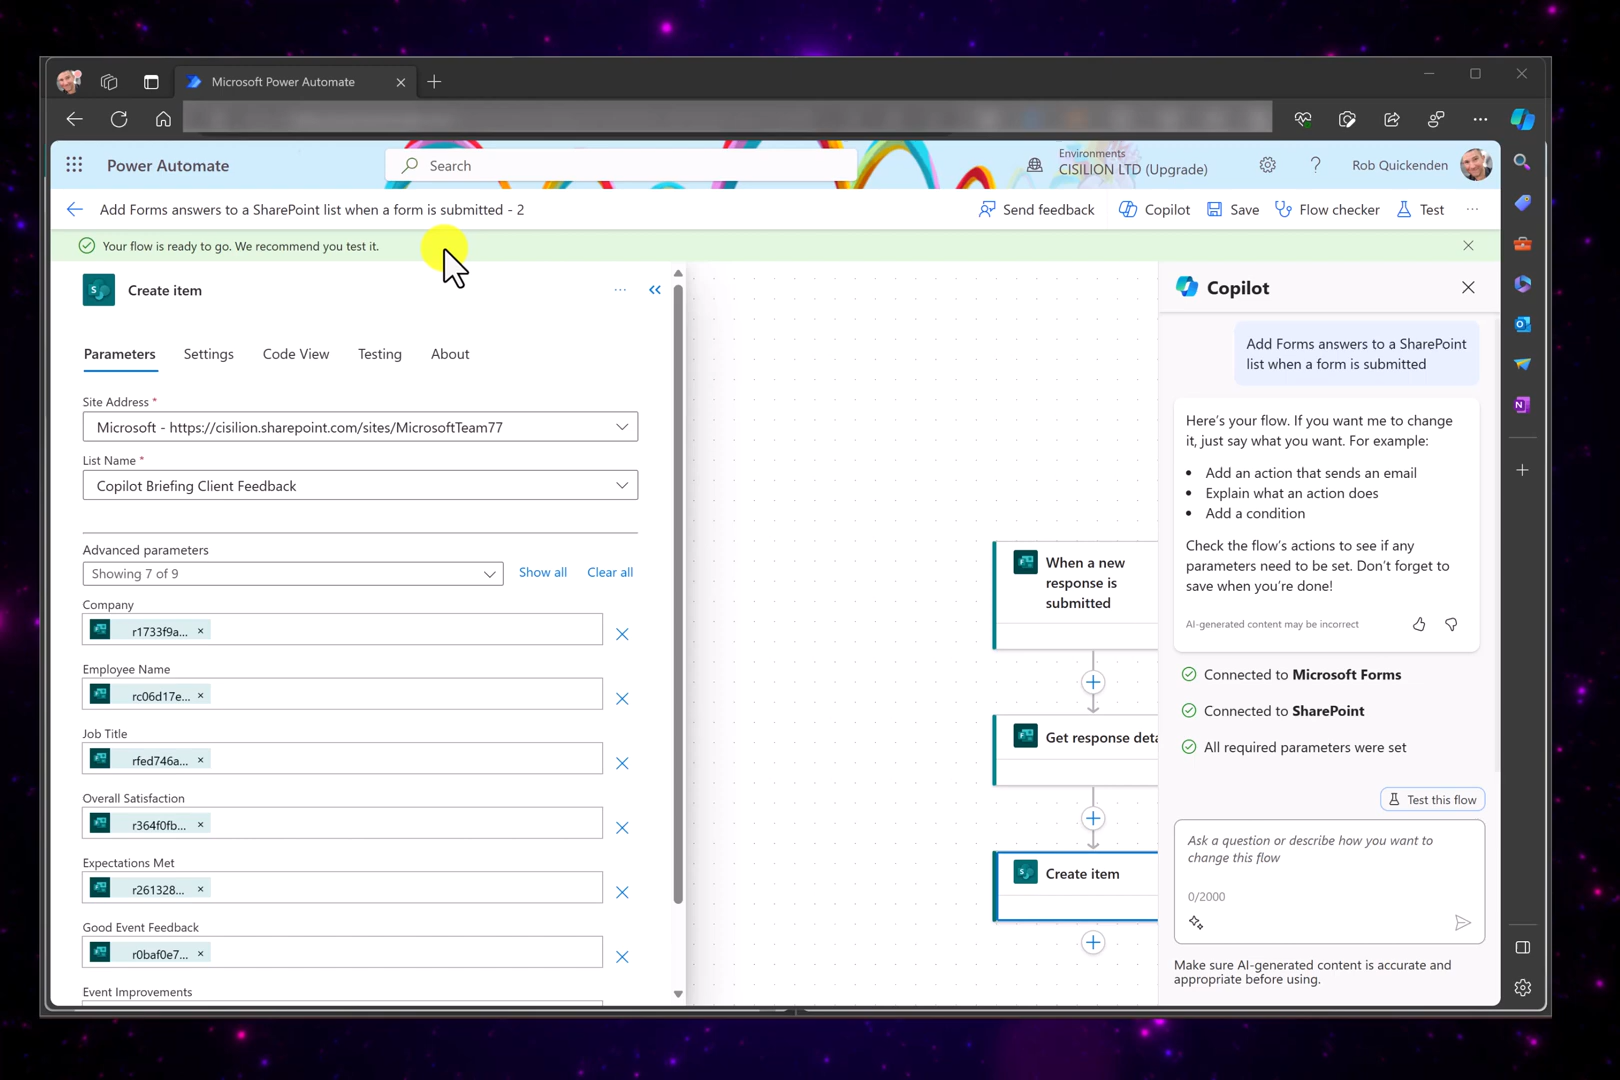 Microsoft Power Automate
Power Automate
Search
Environments
CISILION LTD (Upgrade)
Rob Quickenden
Add Forms answers to a SharePoint list when a form is submitted - 2
Send feedback
Copilot
Save
Flow checker
Test
Your flow is ready to go. We recommend you test it.
Create item
Parameters
Settings
Code View
Testing
About
Site Address *
Microsoft - https://cisilion.sharepoint.com/sites/MicrosoftTeam77
List Name *
Copilot Briefing Client Feedback
Advanced parameters
Showing 7 of 9
Show all
Clear all
Company
r1733f9a...
Employee Name
rc06d17e...
Job Title
rfed746a...
Overall Satisfaction
r364f0fb...
Expectations Met
r261328...
Good Event Feedback
r0baf0e7...
Event Improvements
When a new
response is
submitted
Get response deta
Create item
Copilot
Add Forms answers to a SharePoint
list when a form is submitted
Here's your flow. If you want me to change
it, just say what you want. For example:
• Add an action that sends an email
• Explain what an action does
• Add a condition
Check the flow's actions to see if any
parameters need to be set. Don't forget to
save when you're done!
AI-generated content may be incorrect
Connected to Microsoft Forms
Connected to SharePoint
All required parameters were set
Test this flow
Ask a question or describe how you want to
change this flow
0/2000
Make sure AI-generated content is accurate and
appropriate before using.